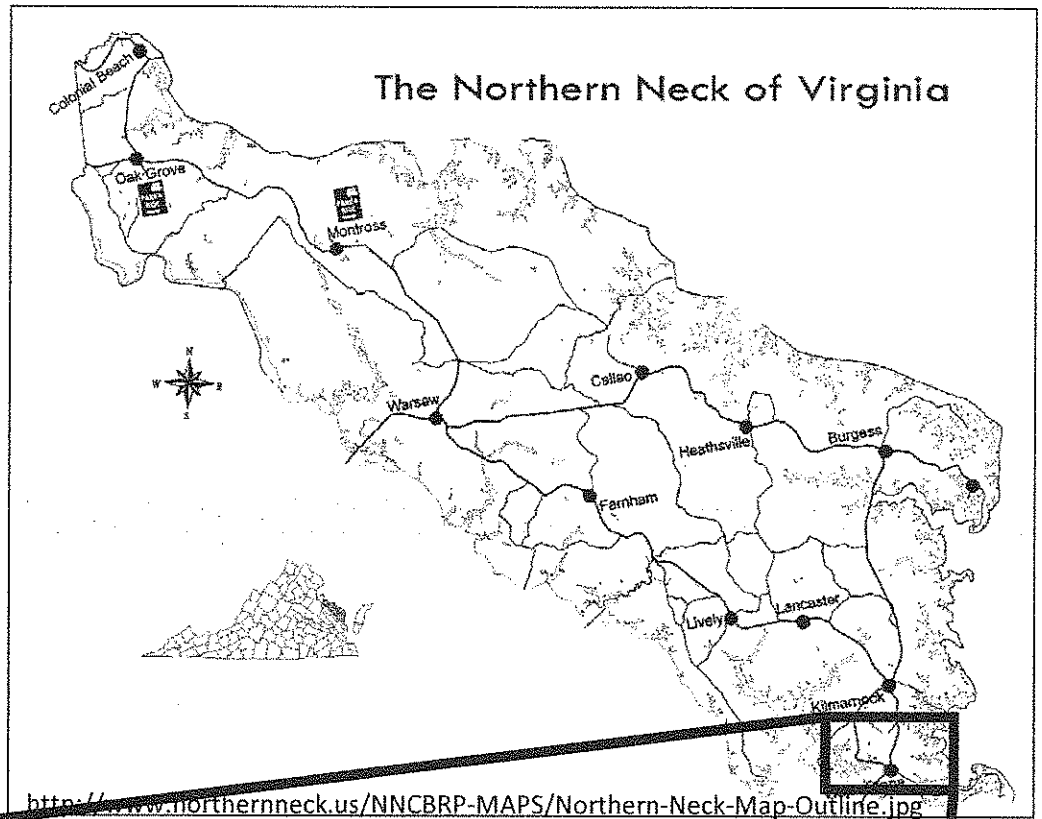 The Northern Neck of Virginia
Colonial Beach
Oak Grove
Montross
N
W E
S
Callao
Warsaw
Heathsville
Burgess
Farnham
Lively
Lancaster
Kilmarnock
http://www.northernneck.us/NNCBRP-MAPS/Northern-Neck-Map-Outline.jpg